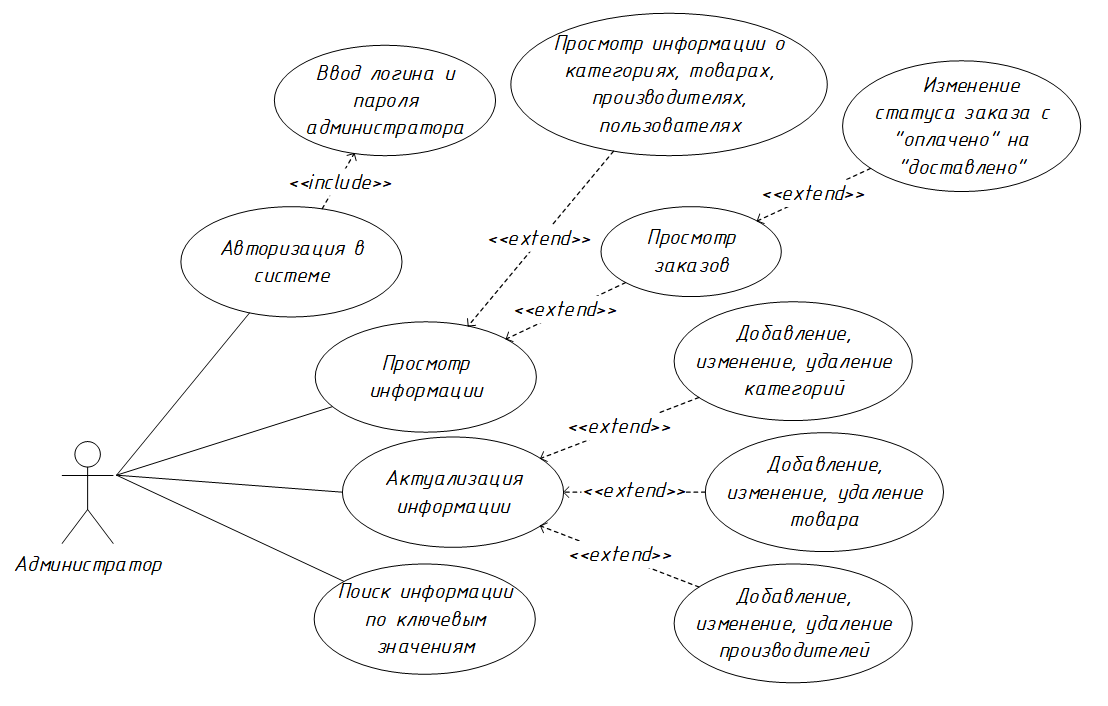 Ввод логина и
пароля
администратора
Просмотр информации о
категориях, товарах,
производителях,
пользователях
Изменение
статуса заказа с
"оплачено" на
"доставлено"
<<include>>
<<extend>>
<<extend>>
Авторизация в
системе
Просмотр
заказов
<<extend>>
Просмотр
информации
Добавление,
изменение, удаление
категорий
<<extend>>
Актуализация
информации
<<extend>>
Добавление,
изменение, удаление
товара
<<extend>>
Администратор
Поиск информации
по ключевым
значениям
Добавление,
изменение, удаление
производителей